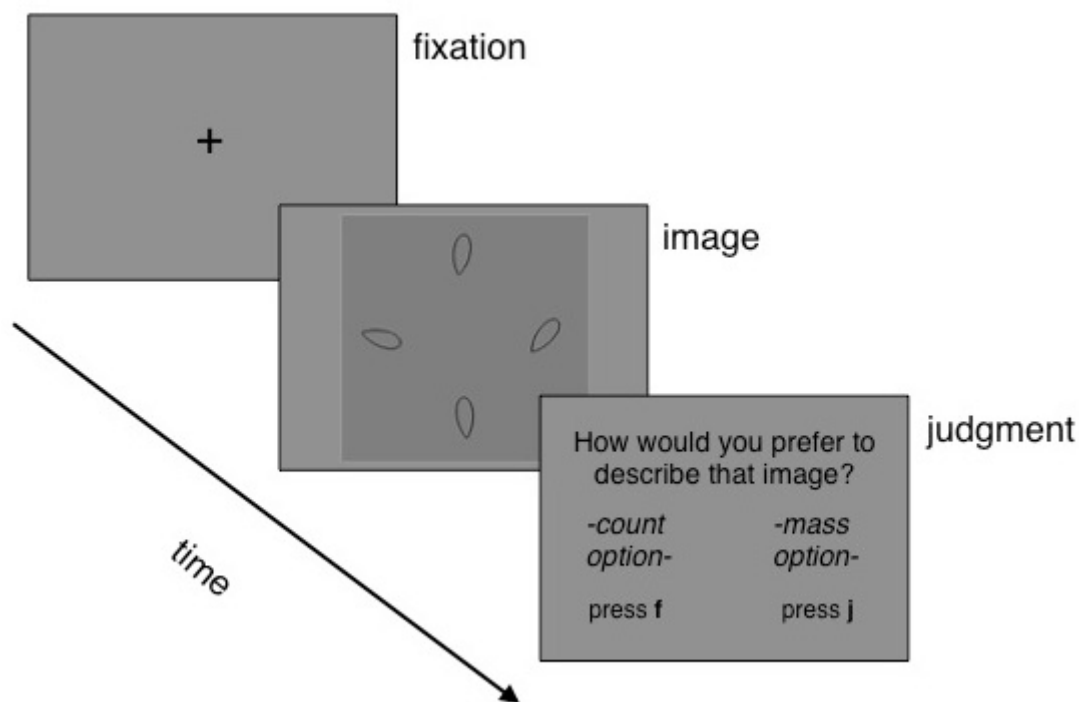 fixation
+
image
judgment
How would you prefer to
describe that image?
-count
option-
-mass
option-
press f
press j
time